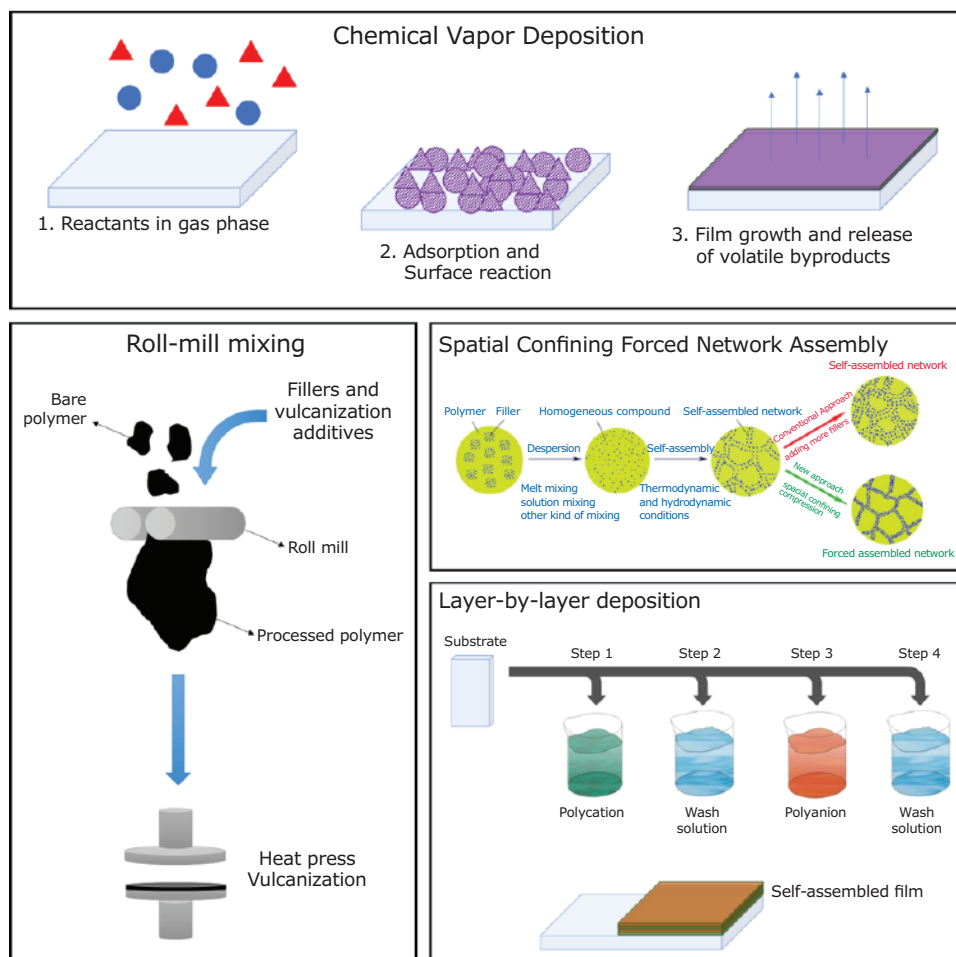 Chemical Vapor Deposition
1. Reactants in gas phase
2. Adsorption and
Surface reaction
3. Film growth and release
of volatile byproducts
Roll-mill mixing
Bare
polymer
Fillers and
vulcanization
additives
Roll mill
Processed polymer
Heat press
Vulcanization
Spatial Confining Forced Network Assembly
Polymer
Filler
Dispersion
Melt mixing
solution mixing
other kind of mixing
Homogeneous compound
Self-assembly
Thermodynamic
and hydrodynamic
conditions
Self-assembled network
Conventional Approach
adding more fillers
Self-assembled network
New approach
spacial confining
compression
Forced assembled network
Layer-by-layer deposition
Substrate
Step 1
Step 2
Step 3
Step 4
Polycation
Wash
solution
Polyanion
Wash
solution
Self-assembled film